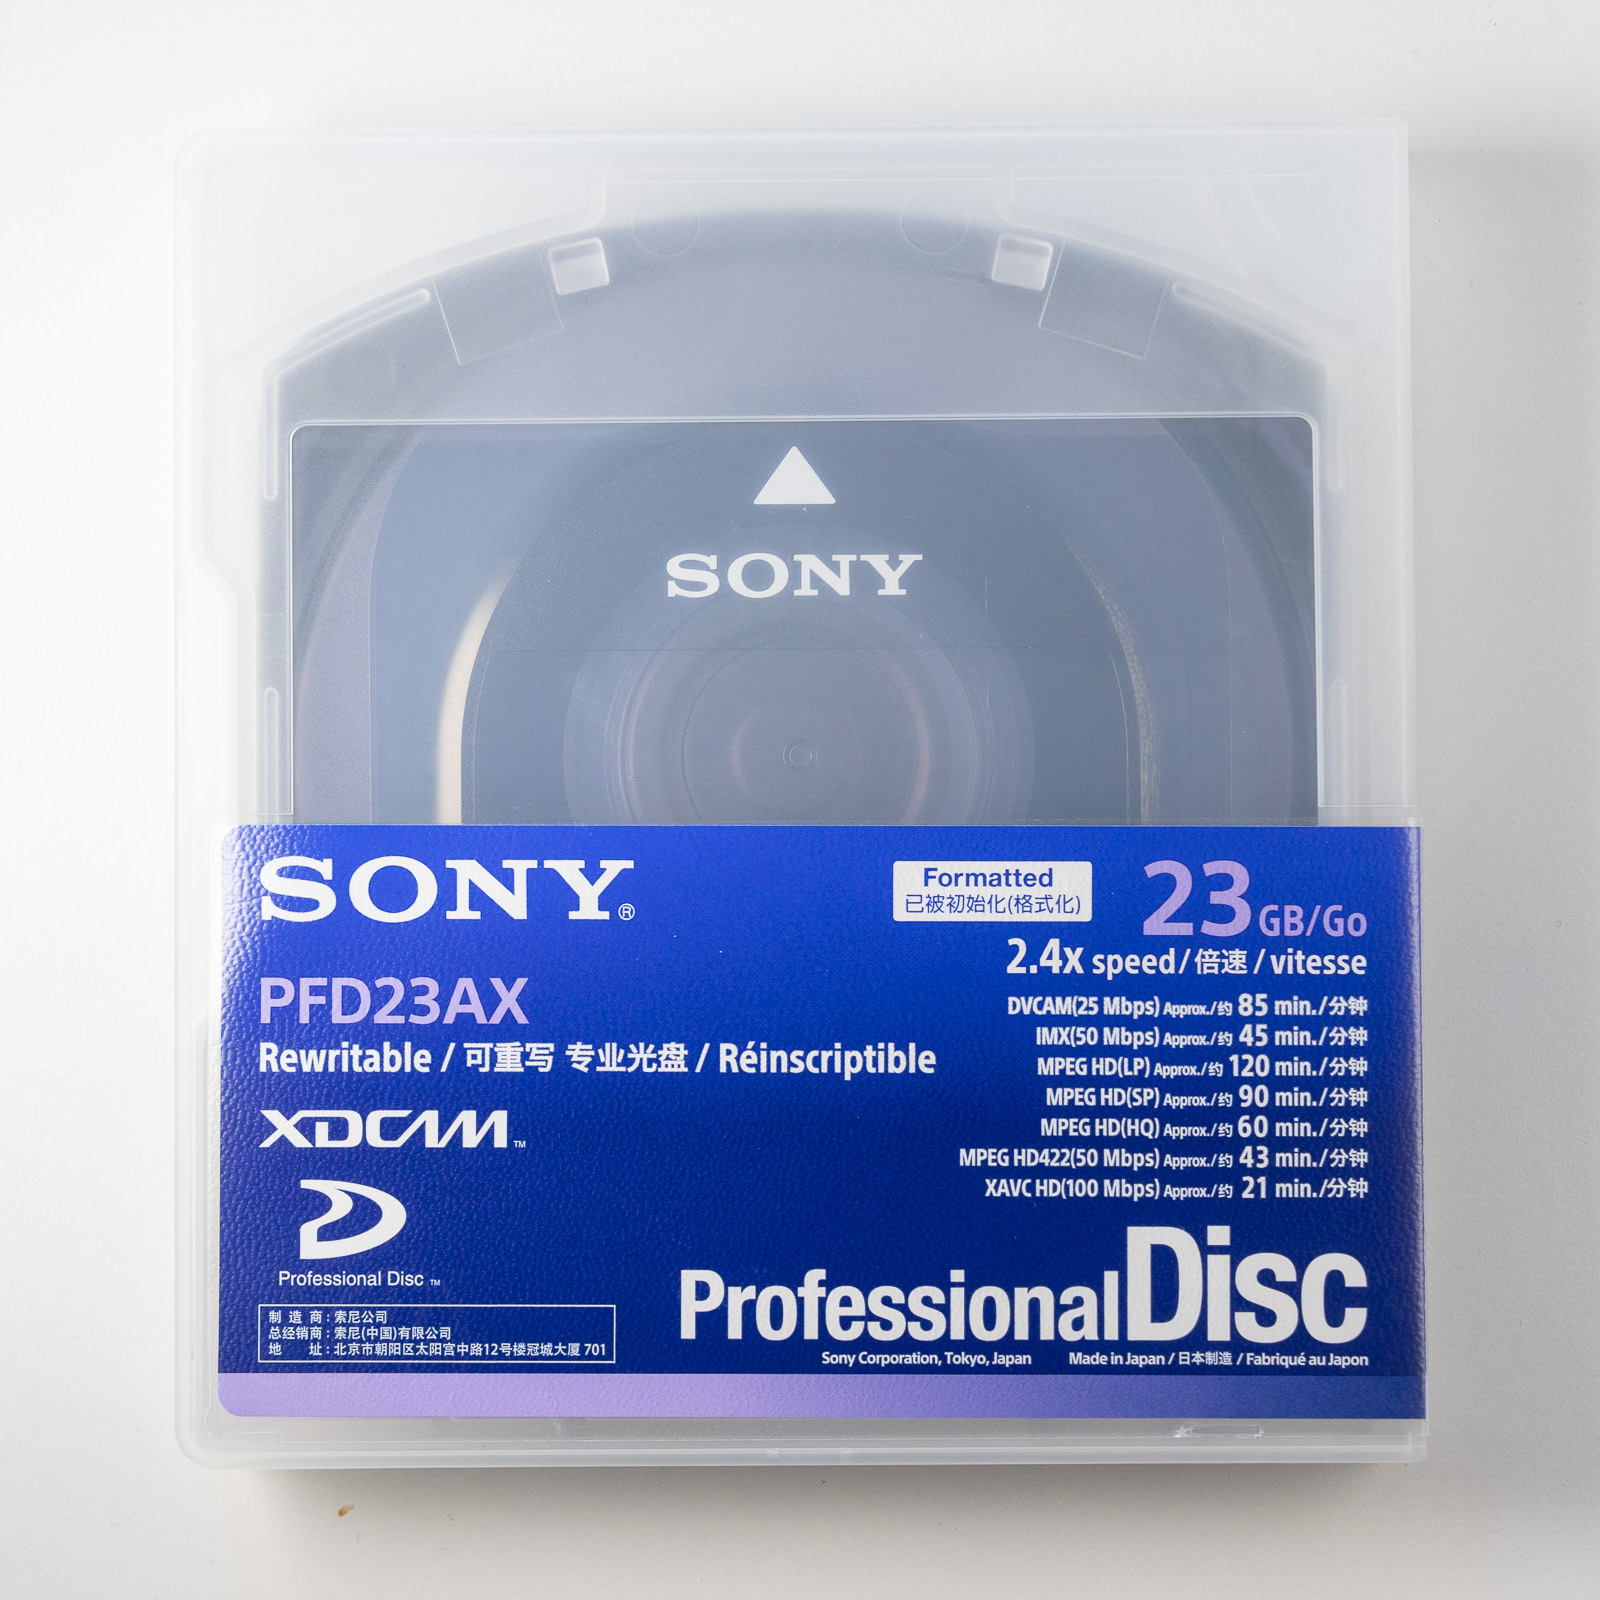 SONY
SONY®
Formatted
已被初始化(格式化)
23 GB/Go
2.4x speed/倍速/vitesse
PFD23AX
Rewritable / 可重写 专业光盘 / Réinscriptible
DVCAM(25 Mbps) Approx./约 85 min./分钟
IMX(50 Mbps) Approx./约 45 min./分钟
MPEG HD(LP) Approx./约 120 min./分钟
MPEG HD(SP) Approx./约 90 min./分钟
MPEG HD(HQ) Approx./约 60 min./分钟
MPEG HD422(50 Mbps) Approx./约 43 min./分钟
XAVC HD(100 Mbps) Approx./约 21 min./分钟
XDCAM™
Professional Disc ™
制 造 商 : 索尼公司
总经销商 : 索尼(中国)有限公司
地 址 : 北京市朝阳区太阳宫中路12号楼冠城大厦 701
ProfessionalDisc
Sony Corporation, Tokyo, Japan Made in Japan / 日本制造 / Fabriqué au Japon